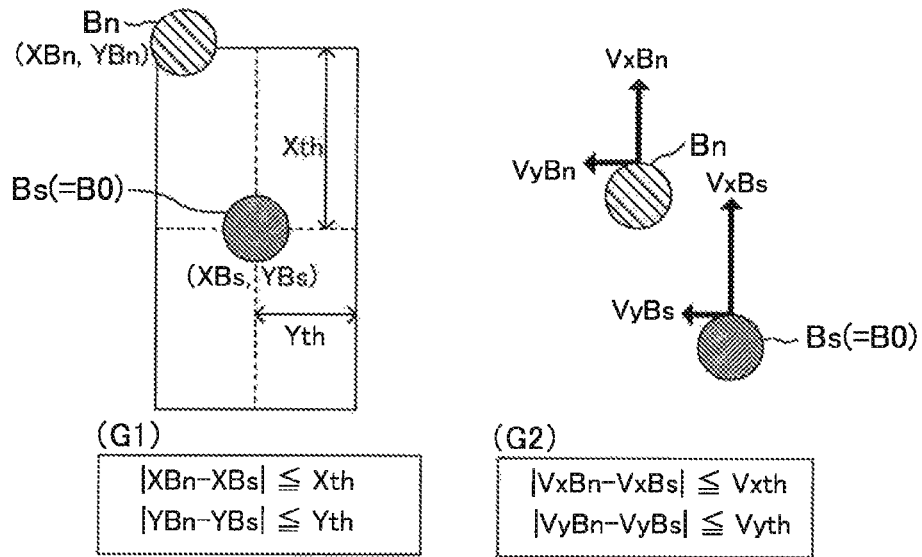 Bn
(XBn, YBn)
Xth
Bs(=B0)
(XBs, YBs)
Yth
VxBn
Bn
VyBn
VxBs
VyBs
Bs(=B0)
(G1)
|XBn-XBs| ≦ Xth
|YBn-YBs| ≦ Yth
(G2)
|VxBn-VxBs| ≦ Vxth
|VyBn-VyBs| ≦ Vyth